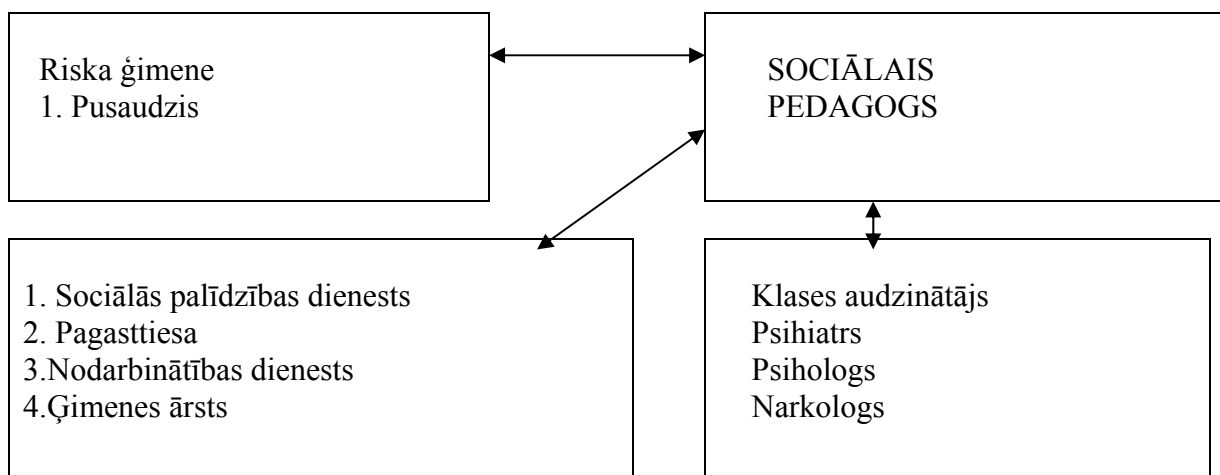 Riska ģimene
1. Pusaudzis
SOCIĀLAIS
PEDAGOGS
1. Sociālās palīdzības dienests
2. Pagasttiesa
3.Nodarbinātības dienests
4.Ģimenes ārsts
Klases audzinātājs
Psihiatrs
Psihologs
Narkologs